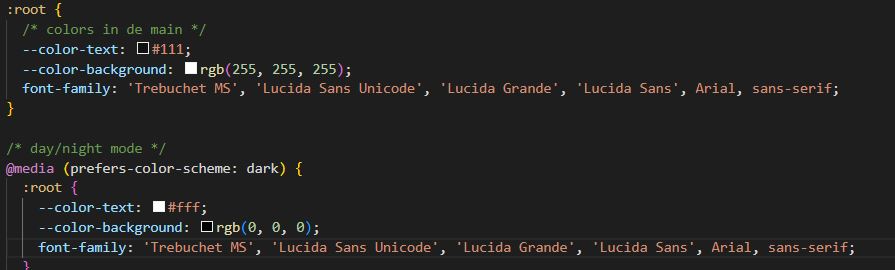 :root {
/* colors in de main */
--color-text: #111;
--color-background: rgb(255, 255, 255);
font-family: 'Trebuchet MS', 'Lucida Sans Unicode', 'Lucida Grande', 'Lucida Sans', Arial, sans-serif;
}
/* day/night mode */
@media (prefers-color-scheme: dark) {
:root {
--color-text: #fff;
--color-background: rgb(0, 0, 0);
font-family: 'Trebuchet MS', 'Lucida Sans Unicode', 'Lucida Grande', 'Lucida Sans', Arial, sans-serif;
}